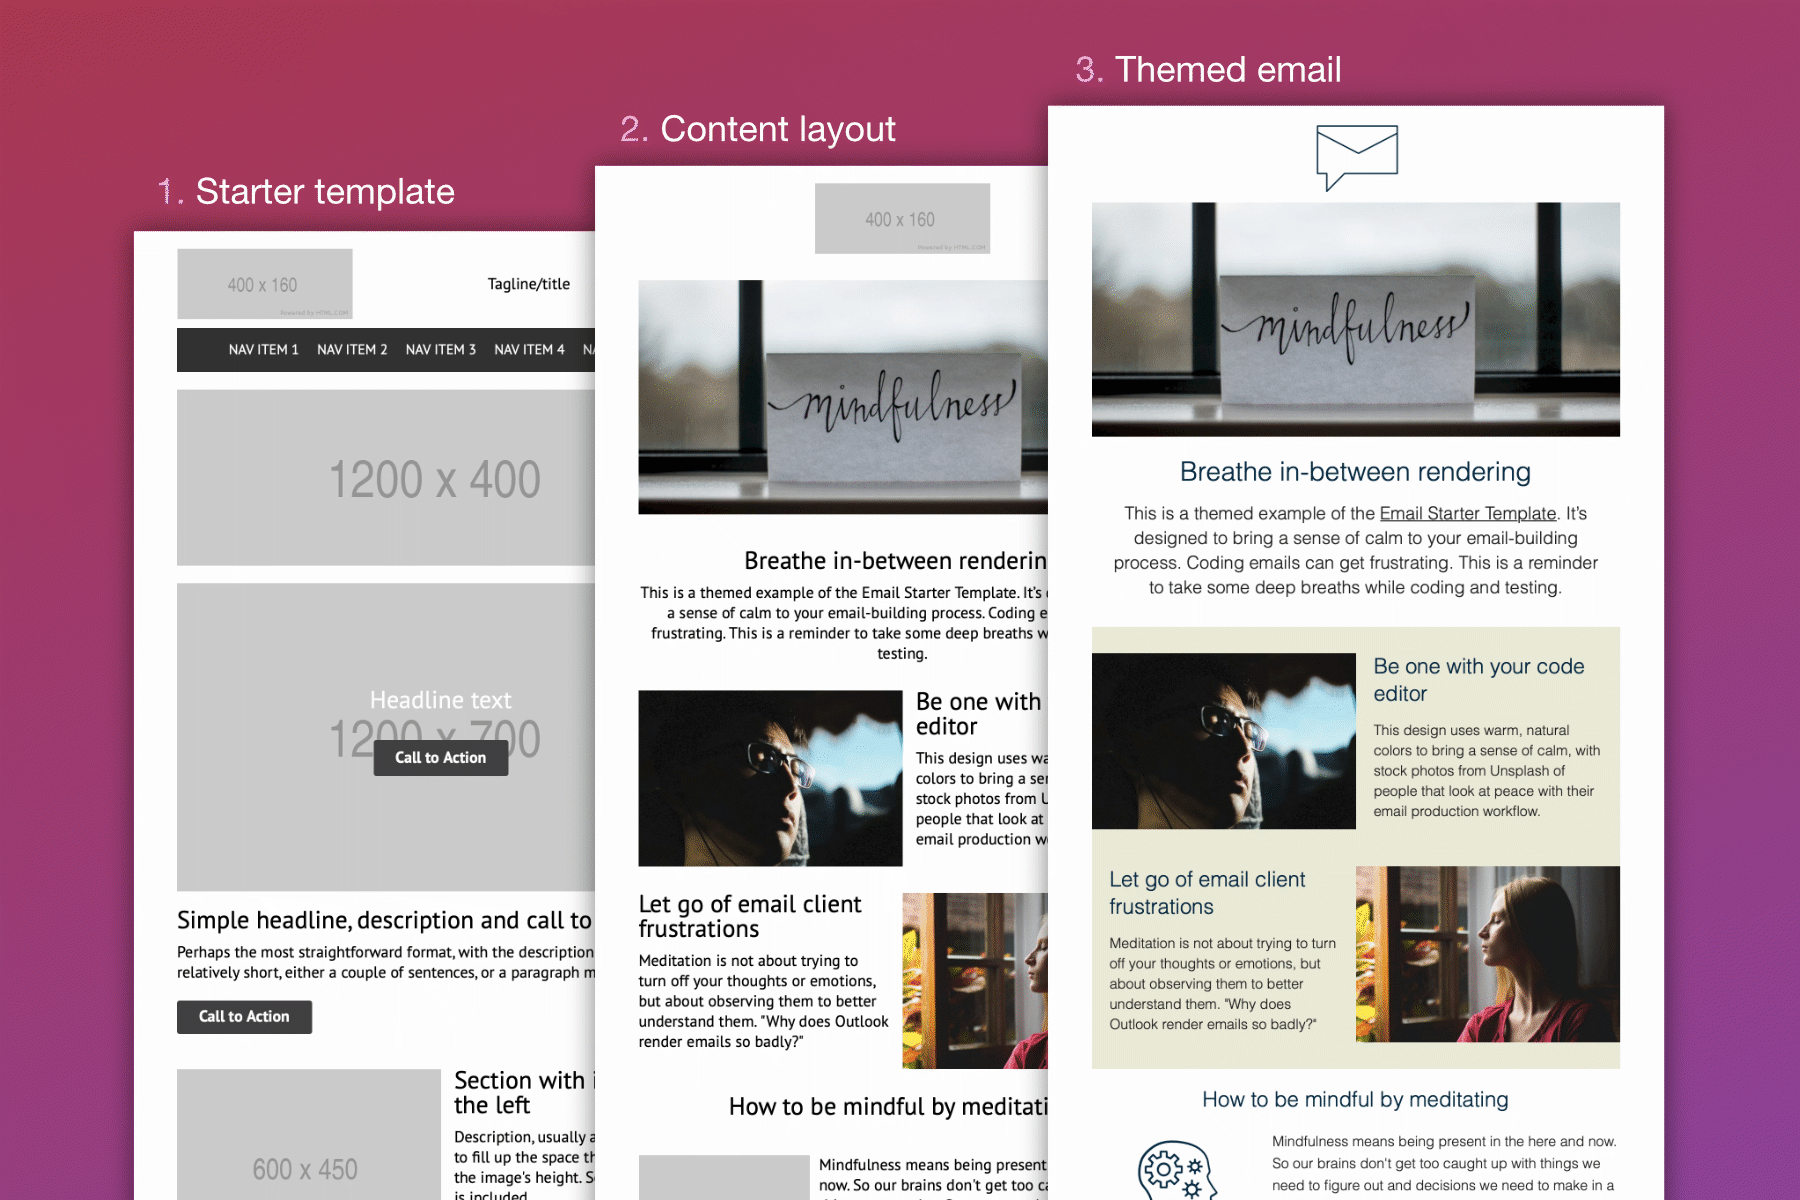 1. Starter template
400 x 160
Powered by HTML.COM
Tagline/title
NAV ITEM 1 NAV ITEM 2 NAV ITEM 3 NAV ITEM 4 NA
1200 x 400
Headline text
1200 x 700
Call to Action
Simple headline, description and call to
Perhaps the most straightforward format, with the description
relatively short, either a couple of sentences, or a paragraph m
Call to Action
600 x 450
Section with i
the left
Description, usually a
to fill up the space th
the image's height. S
is included
2. Content layout
400 x 160
Powered by HTML.COM
mindfulness
Breathe in-between renderin
This is a themed example of the Email Starter Template. It's
a sense of calm to your email-building process. Coding e
frustrating. This is a reminder to take some deep breaths w
testing.
Be one with
editor
This design uses wa
colors to bring a se
stock photos from U
people that look at
email production w
Let go of email client
frustrations
Meditation is not about trying to
turn off your thoughts or emotions,
but about observing them to better
understand them. "Why does Outlook
render emails so badly?"
How to be mindful by meditati
Mindfulness means being present
now. So our brains don't get too ca
3. Themed email
mindfulness
Breathe in-between rendering
This is a themed example of the Email Starter Template. It's
designed to bring a sense of calm to your email-building
process. Coding emails can get frustrating. This is a reminder
to take some deep breaths while coding and testing.
Be one with your code
editor
This design uses warm, natural
colors to bring a sense of calm, with
stock photos from Unsplash of
people that look at peace with their
email production workflow.
Let go of email client
frustrations
Meditation is not about trying to turn
off your thoughts or emotions, but
about observing them to better
understand them. "Why does
Outlook render emails so badly?"
How to be mindful by meditating
Mindfulness means being present in the here and now.
So our brains don't get too caught up with things we
need to figure out and decisions we need to make in a